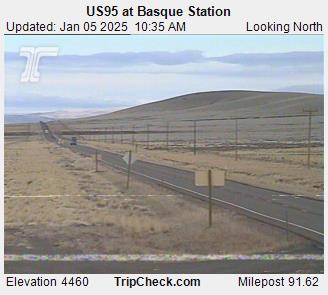 US95 at Basque Station
Updated: Jan 05 2025 10:35 AM Looking North
Elevation 4460 TripCheck.com Milepost 91.62